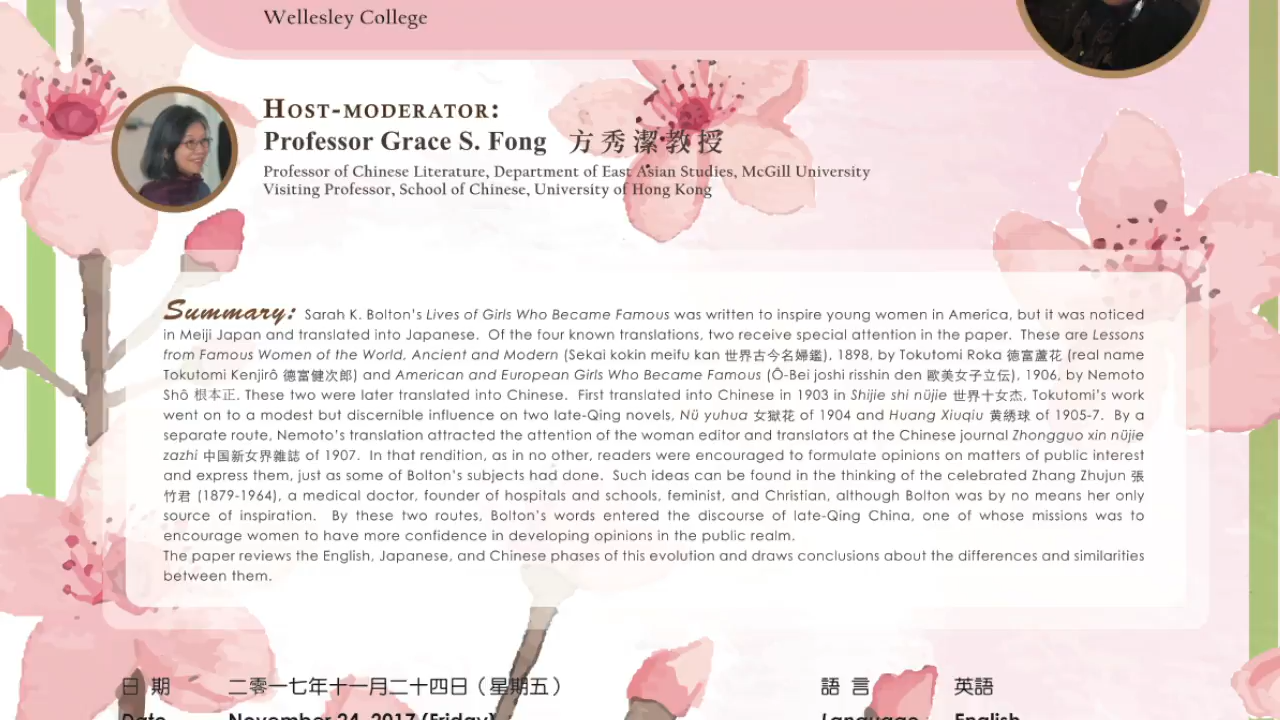 Wellesley College
HOST-MODERATOR:
Professor Grace S. Fong 方秀潔教授
Professor of Chinese Literature, Department of East Asian Studies, McGill University
Visiting Professor, School of Chinese, University of Hong Kong
Summary: Sarah K. Bolton's Lives of Girls Who Became Famous was written to inspire young women in America, but it was noticed
in Meiji Japan and translated into Japanese. Of the four known translations, two receive special attention in the paper. These are Lessons
from Famous Women of the World, Ancient and Modern (Sekai kokin meifu kan 世界古今名婦鑑), 1898, by Tokutomi Roka 德富蘆花 (real name
Tokutomi Kenjirō 德富健次郎) and American and European Girls Who Became Famous (Ō-Bei joshi risshin den 歐美女子立伝), 1906, by Nemoto
Shō 根本正. These two were later translated into Chinese. First translated into Chinese in 1903 in Shijie shi nüjie 世界十女杰, Tokutomi's work
went on to a modest but discernible influence on two late-Qing novels, Nü yuhua 女獄花 of 1904 and Huang Xiuqiu 黄綉球 of 1905-7. By a
separate route, Nemoto's translation attracted the attention of the woman editor and translators at the Chinese journal Zhongguo xin nüjie
zazhi 中国新女界雜誌 of 1907. In that rendition, as in no other, readers were encouraged to formulate opinions on matters of public interest
and express them, just as some of Bolton's subjects had done. Such ideas can be found in the thinking of the celebrated Zhang Zhujun 張
竹君 (1879-1964), a medical doctor, founder of hospitals and schools, feminist, and Christian, although Bolton was by no means her only
source of inspiration. By these two routes, Bolton's words entered the discourse of late-Qing China, one of whose missions was to
encourage women to have more confidence in developing opinions in the public realm.
The paper reviews the English, Japanese, and Chinese phases of this evolution and draws conclusions about the differences and similarities
between them.
日 期 二零一七年十一月二十四日（星期五） 語 言 英語
Date November 24, 2017 (Friday) Language English